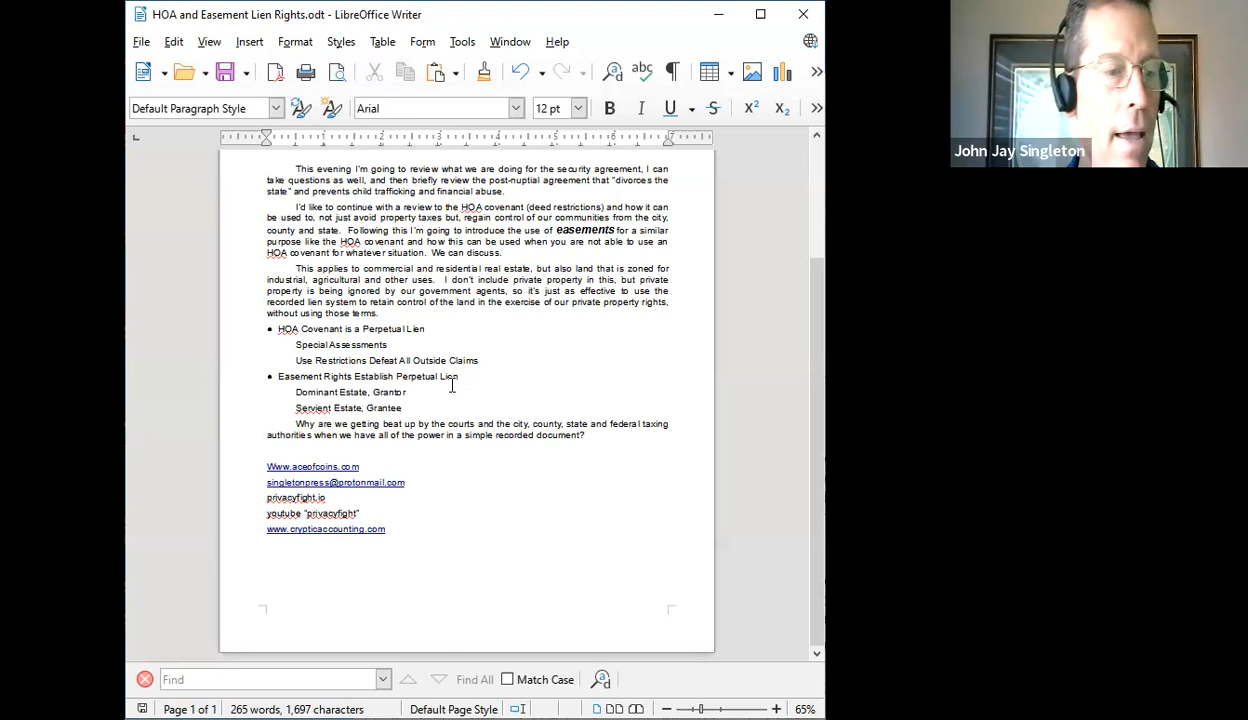 HOA and Easement Lien Rights.odt - LibreOffice Writer
File Edit View Insert Format Styles Table Form Tools Window Help
Default Paragraph Style Arial 12 pt
This evening I'm going to review what we are doing for the security agreement, I can
take questions as well, and then briefly review the post-nuptial agreement that "divorces the
state" and prevents child trafficking and financial abuse.
I'd like to continue with a review to the HOA covenant (deed restrictions) and how it can
be used to, not just avoid property taxes but, regain control of our communities from the city,
county and state. Following this I'm going to introduce the use of easements for a similar
purpose like the HOA covenant and how this can be used when you are not able to use an
HOA covenant for whatever situation. We can discuss.
This applies to commercial and residential real estate, but also land that is zoned for
industrial, agricultural and other uses. I don't include private property in this, but private
property is being ignored by our government agents, so it's just as effective to use the
recorded lien system to retain control of the land in the exercise of our private property rights,
without using those terms.
• HOA Covenant is a Perpetual Lien
Special Assessments
Use Restrictions Defeat All Outside Claims
• Easement Rights Establish Perpetual Lien
Dominant Estate, Grantor
Servient Estate, Grantee
Why are we getting beat up by the courts and the city, county, state and federal taxing
authorities when we have all of the power in a simple recorded document?
Www.aceofcoins.com
singletonpress@protonmail.com
privacyfight.io
youtube "privacyfight"
www.crypticaccounting.com
Find Find All Match Case
Page 1 of 1 265 words, 1,697 characters Default Page Style 65%
John Jay Singleton